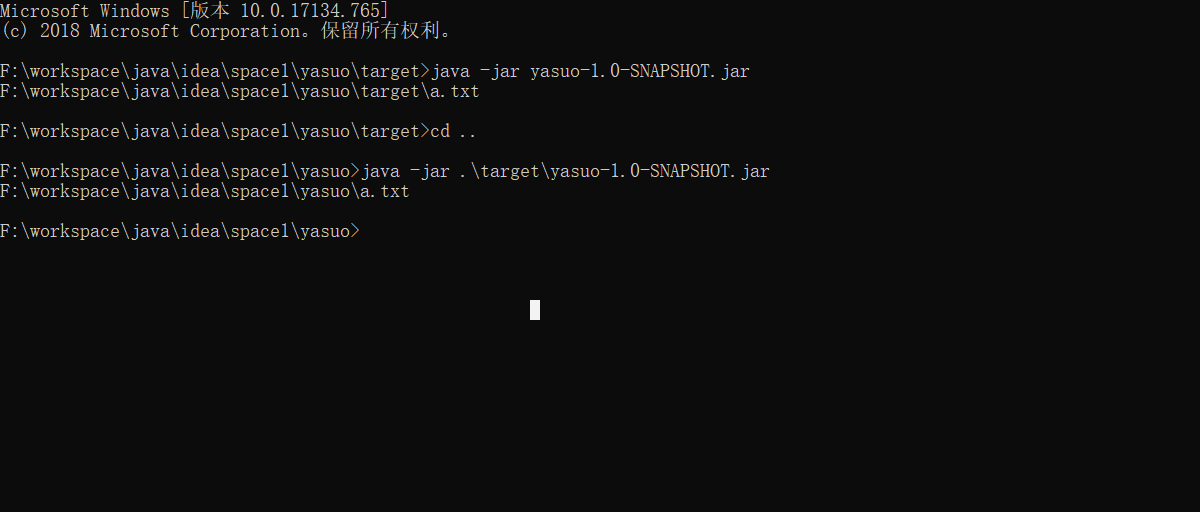 Microsoft Windows [版本 10.0.17134.765]
(c) 2018 Microsoft Corporation。保留所有权利。
F:\workspace\java\idea\space1\yasuo\target>java -jar yasuo-1.0-SNAPSHOT.jar
F:\workspace\java\idea\space1\yasuo\target\a.txt
F:\workspace\java\idea\space1\yasuo\target>cd ..
F:\workspace\java\idea\space1\yasuo>java -jar .\target\yasuo-1.0-SNAPSHOT.jar
F:\workspace\java\idea\space1\yasuo\a.txt
F:\workspace\java\idea\space1\yasuo>